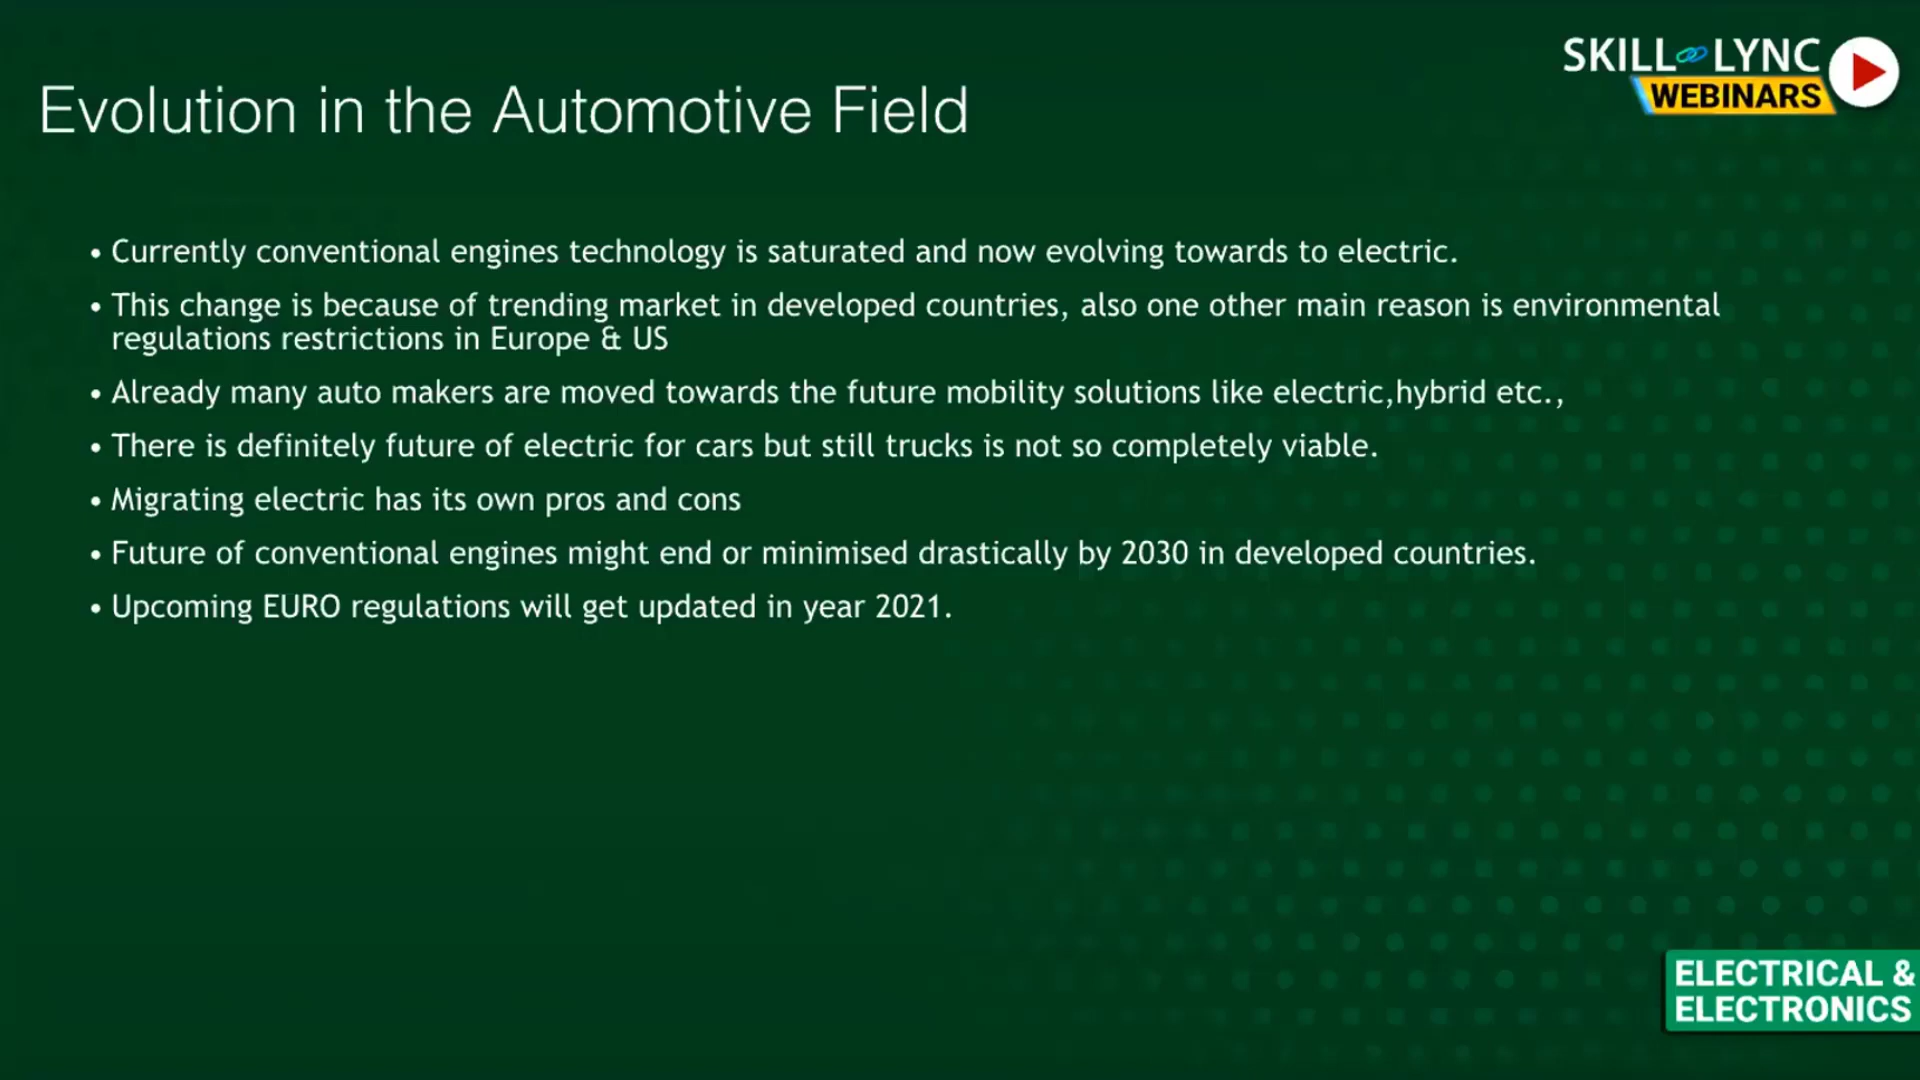 SKILL LYNC
WEBINARS
Evolution in the Automotive Field
• Currently conventional engines technology is saturated and now evolving towards to electric.
• This change is because of trending market in developed countries, also one other main reason is environmental
regulations restrictions in Europe & US
• Already many auto makers are moved towards the future mobility solutions like electric,hybrid etc.,
• There is definitely future of electric for cars but still trucks is not so completely viable.
• Migrating electric has its own pros and cons
• Future of conventional engines might end or minimised drastically by 2030 in developed countries.
• Upcoming EURO regulations will get updated in year 2021.
ELECTRICAL &
ELECTRONICS